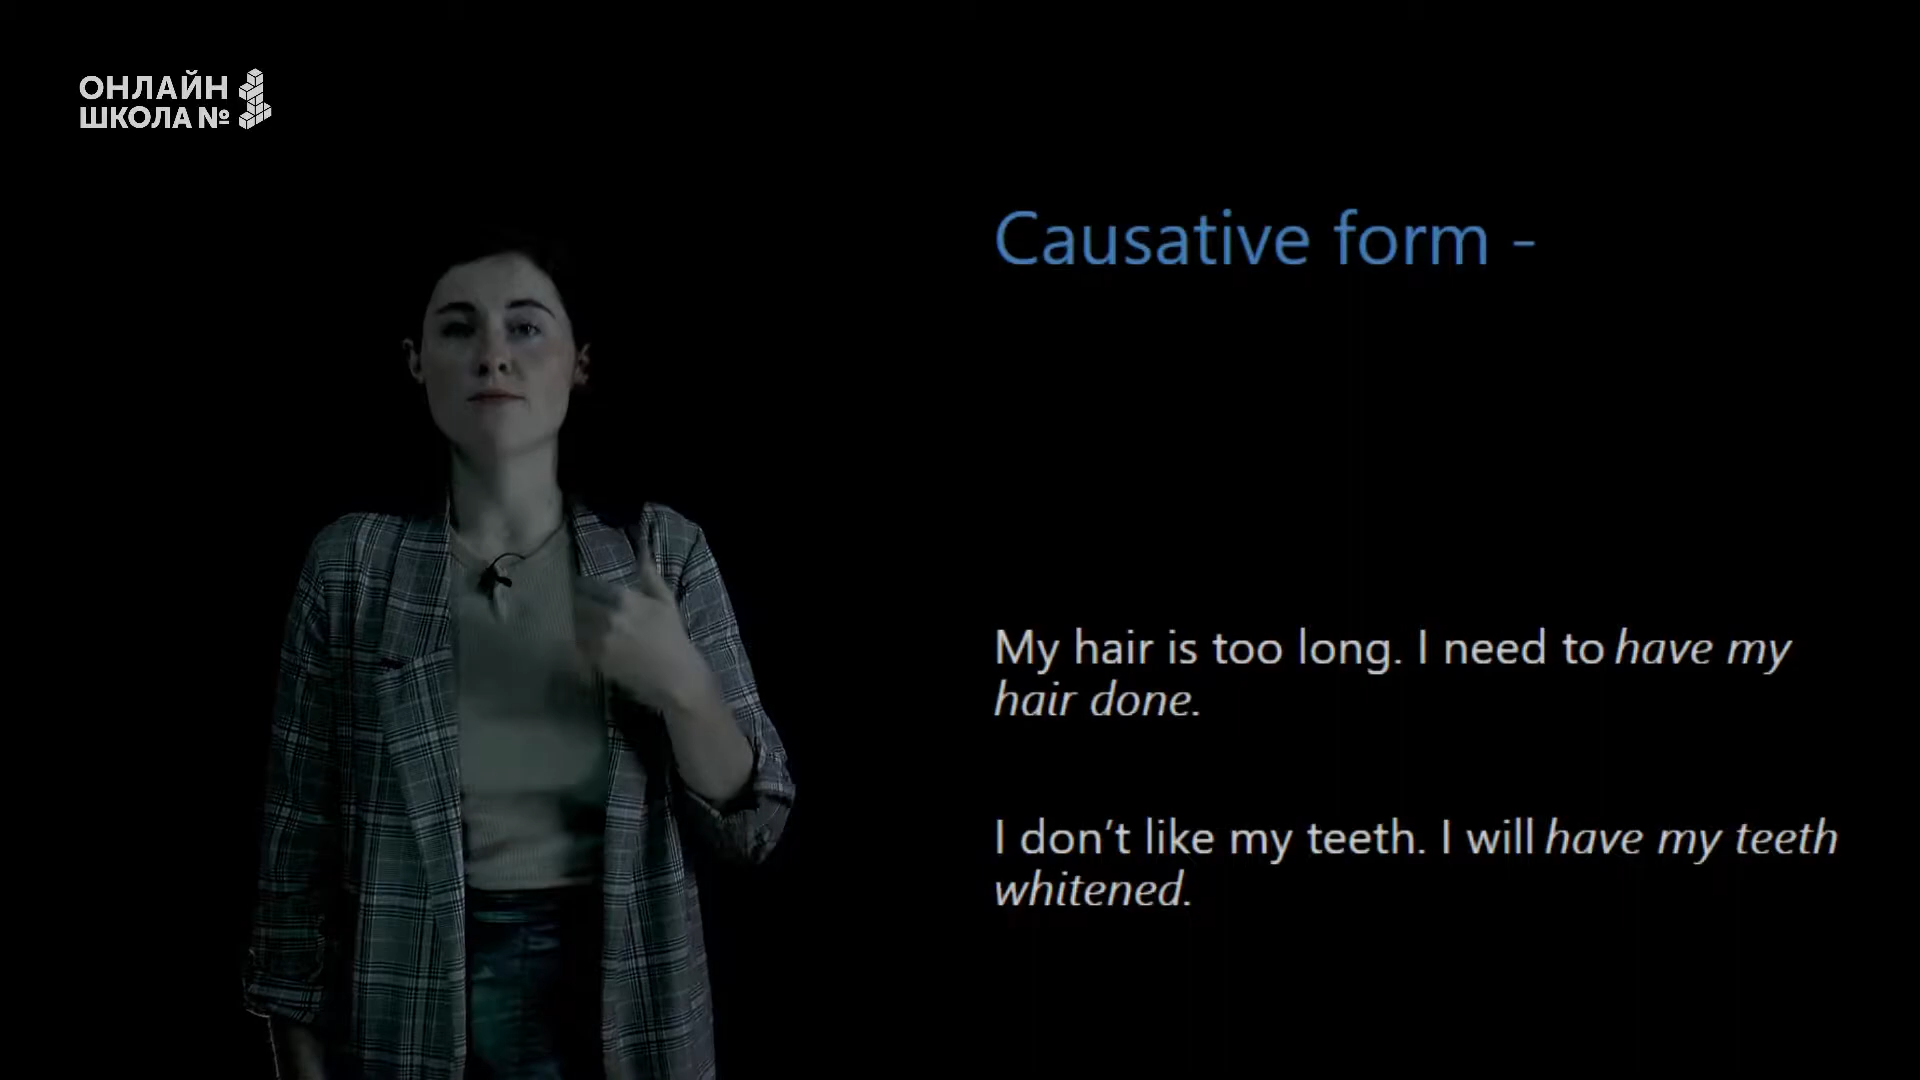 ОНЛАЙН
ШКОЛА №
Causative form -
My hair is too long. I need to have my
hair done.
I don’t like my teeth. I will have my teeth
whitened.